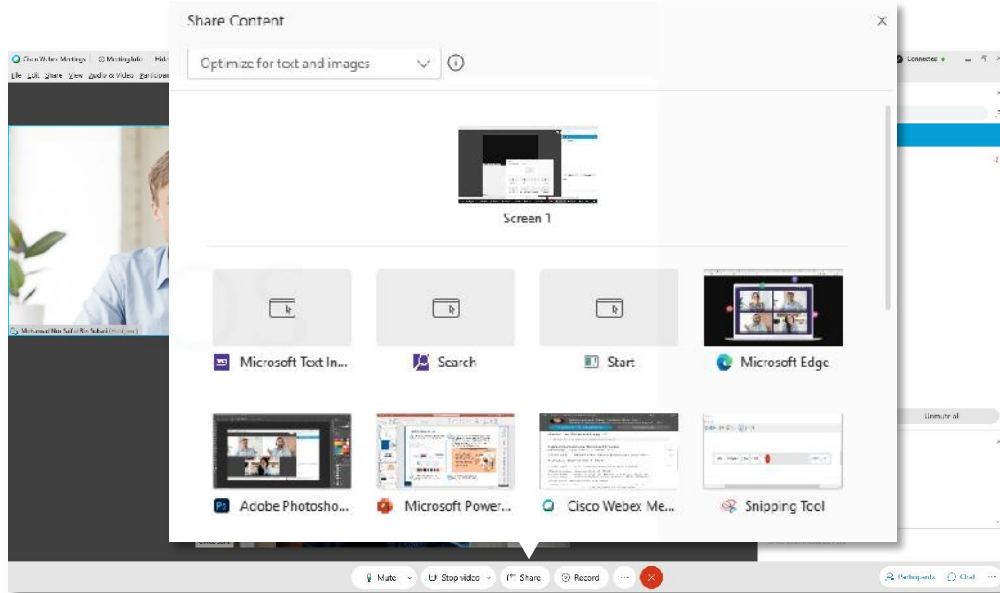 Share Content
Optimize for text and images
Cisco Webex Meetings Meeting Info Hide
Connected
File Edit Share View Audio & Video Participan
Screen 1
Microsoft Text In...
Search
Start
Microsoft Edge
Unmute all
Adobe Photosho...
Microsoft Power...
Cisco Webex Me...
Snipping Tool
Mute
Stop video
Share
Record
Participants
Chat